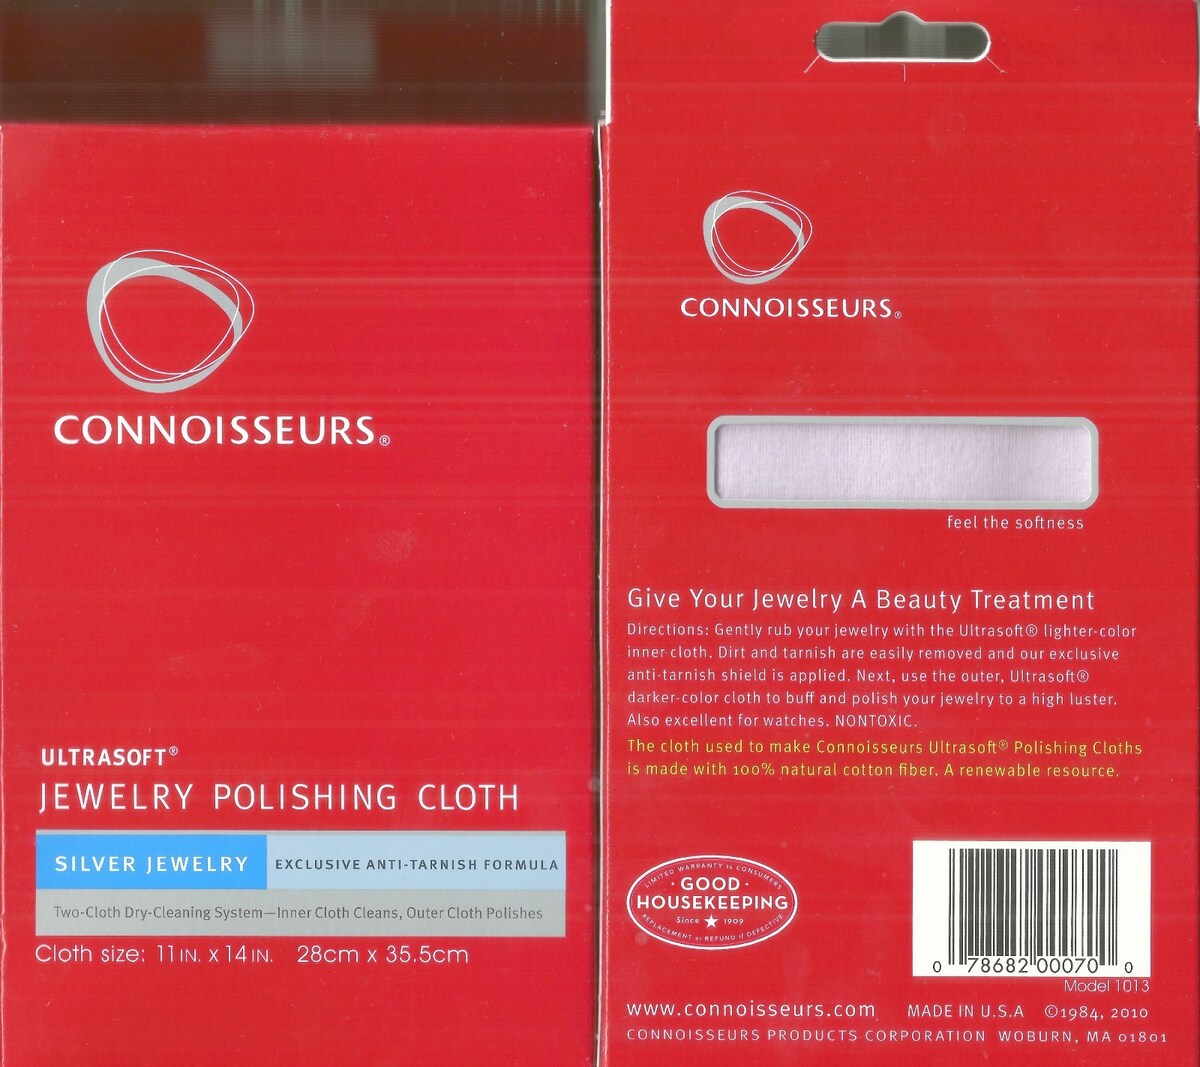 CONNOISSEURS®
ULTRASOFT®
JEWELRY POLISHING CLOTH
SILVER JEWELRY EXCLUSIVE ANTI-TARNISH FORMULA
Two-Cloth Dry-Cleaning System—Inner Cloth Cleans, Outer Cloth Polishes
Cloth size: 11IN. x 14IN. 28cm x 35.5cm
CONNOISSEURS®
feel the softness
Give Your Jewelry A Beauty Treatment
Directions: Gently rub your jewelry with the Ultrasoft® lighter-color
inner cloth. Dirt and tarnish are easily removed and our exclusive
anti-tarnish shield is applied. Next, use the outer, Ultrasoft®
darker-color cloth to buff and polish your jewelry to a high luster.
Also excellent for watches. NONTOXIC.
The cloth used to make Connoisseurs Ultrasoft® Polishing Cloths
is made with 100% natural cotton fiber. A renewable resource.
LIMITED WARRANTY to CONSUMERS
· GOOD ·
HOUSEKEEPING
Since ★ 1909
REPLACEMENT or REFUND if DEFECTIVE
0 78682 00070 0
Model 1013
www.connoisseurs.com MADE IN U.S.A ©1984, 2010
CONNOISSEURS PRODUCTS CORPORATION WOBURN, MA 01801